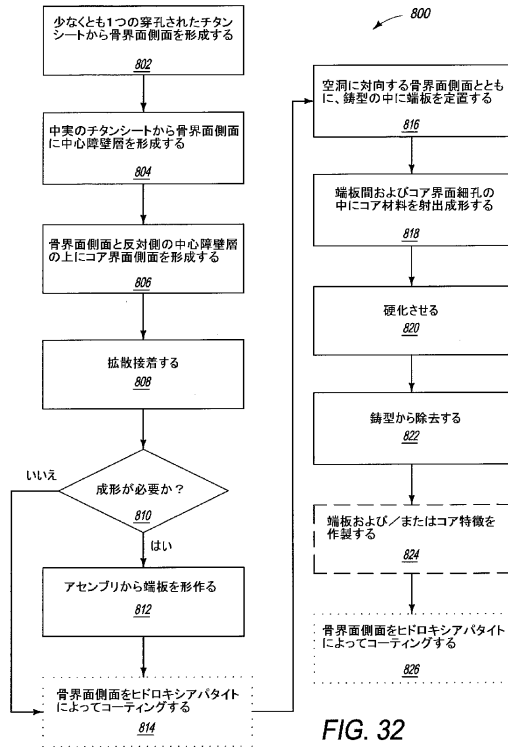 800
少なくとも1つの穿孔されたチタン
シートから骨界面側面を形成する
802
中実のチタンシートから骨界面側面
に中心障壁層を形成する
804
骨界面側面と反対側の中心障壁層
の上にコア界面側面を形成する
806
拡散接着する
808
成形が必要か？
810
いいえ
はい
アセンブリから端板を形作る
812
骨界面側面をヒドロキシアパタイト
によってコーティングする
814
空洞に対向する骨界面側面ととも
に、鋳型の中に端板を定置する
816
端板間およびコア界面細孔の
中にコア材料を射出成形する
818
硬化させる
820
鋳型から除去する
822
端板および／またはコア特徴を
作製する
824
骨界面側面をヒドロキシアパタイト
によってコーティングする
826
FIG. 32